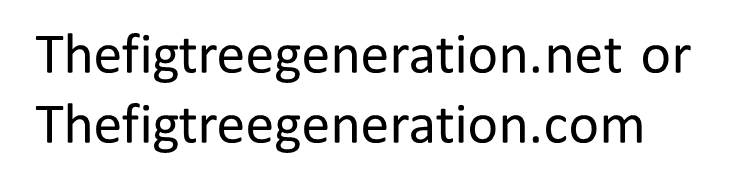 Thefigtreegeneration.net or
Thefigtreegeneration.com